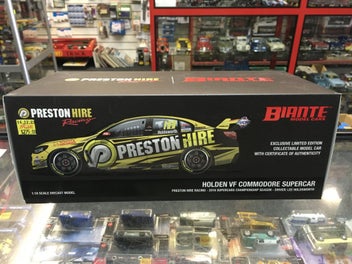 PRESTON HIRE
Racing
BIANTE
MODEL CARS
EXCLUSIVE LIMITED EDITION
COLLECTABLE MODEL CAR
WITH CERTIFICATE OF AUTHENTICITY
PRESTON HIRE
HOLDEN VF COMMODORE SUPERCAR
PRESTON HIRE RACING - 2016 SUPERCARS CHAMPIONSHIP SEASON - DRIVER: LEE HOLDSWORTH
1:18 SCALE DIECAST MODEL